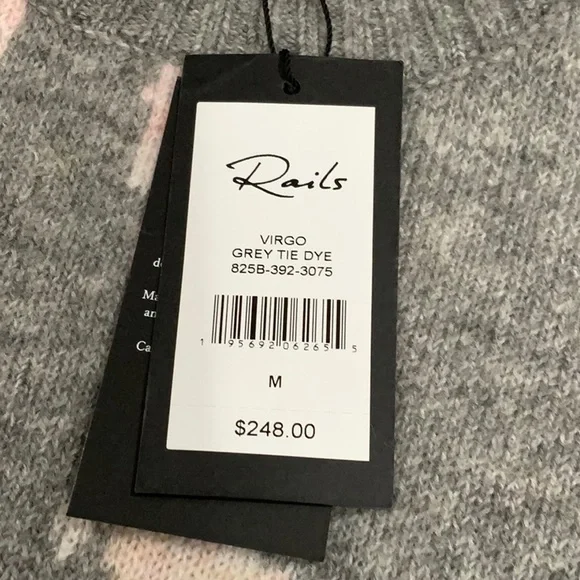 Rails
VIRGO
GREY TIE DYE
825B-392-3075
1 95692 06265 5
M
$248.00